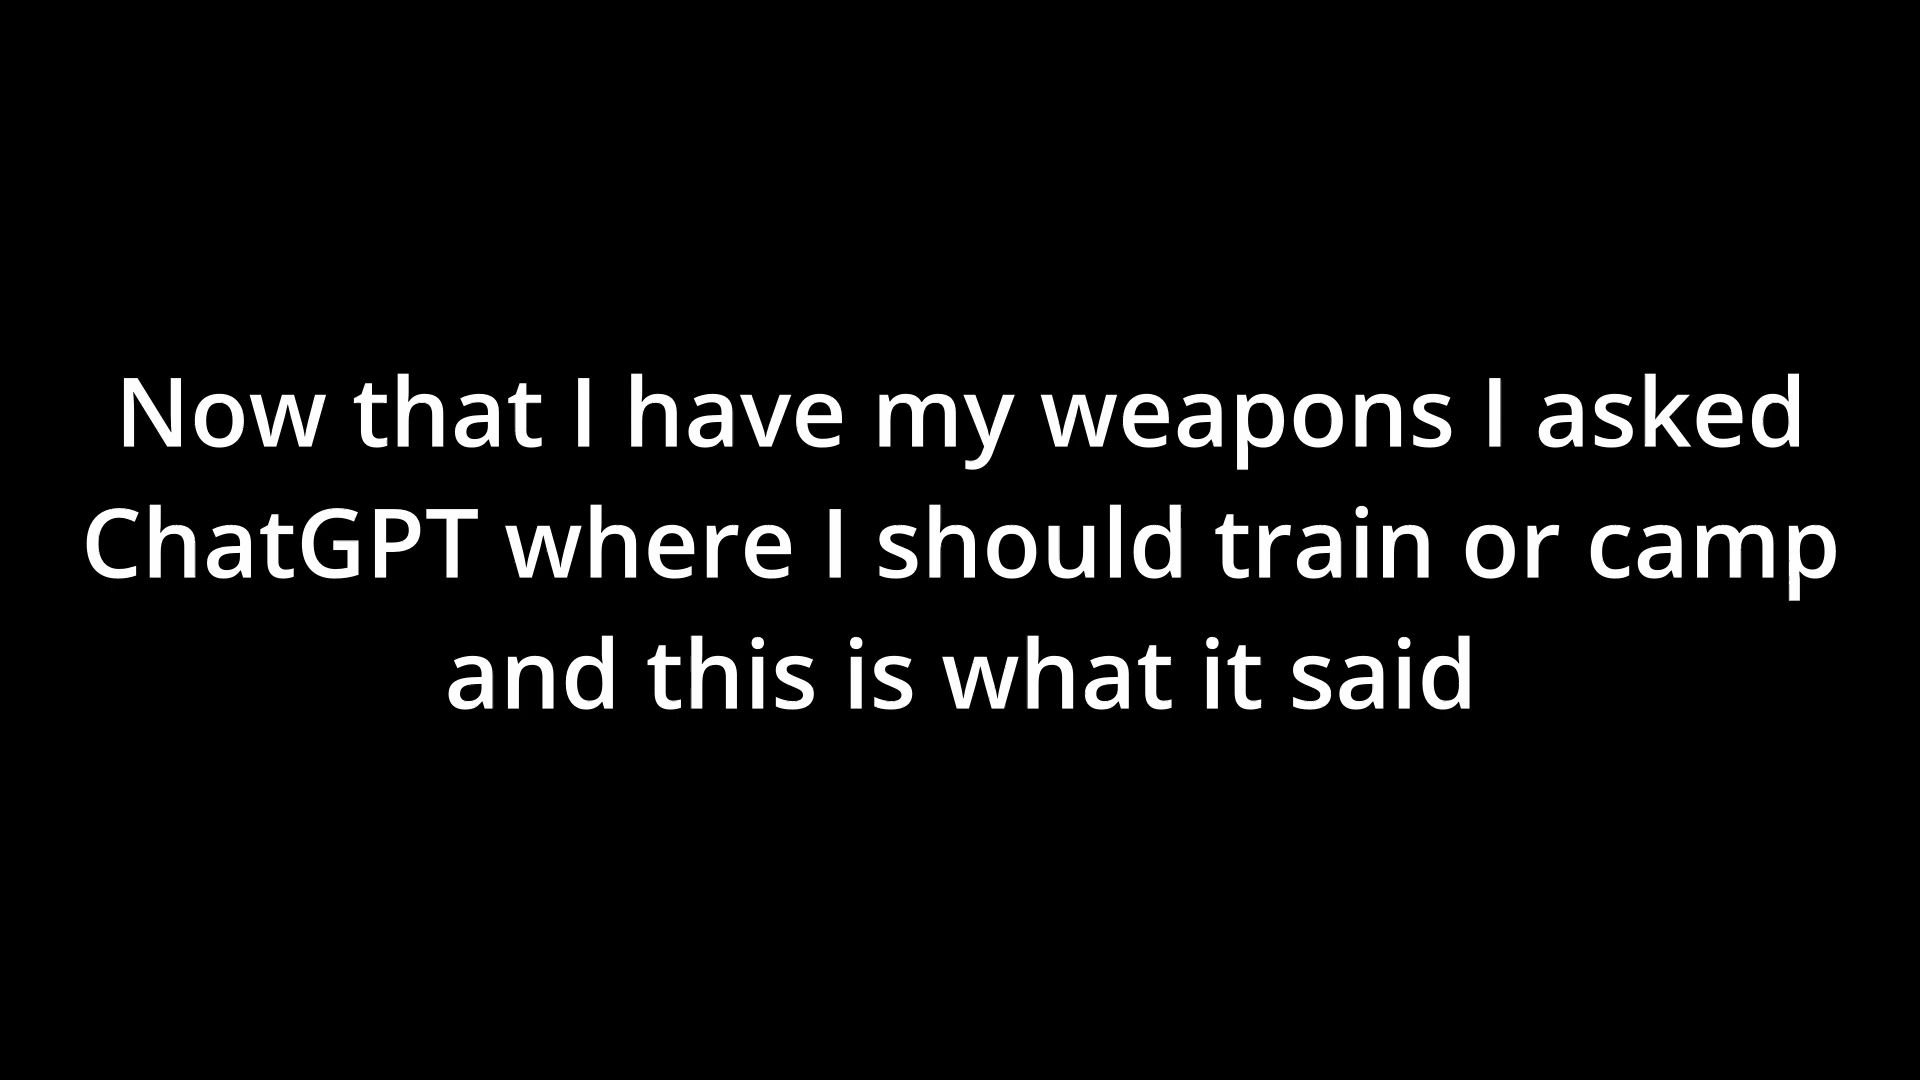 Now that I have my weapons I asked
ChatGPT where I should train or camp
and this is what it said